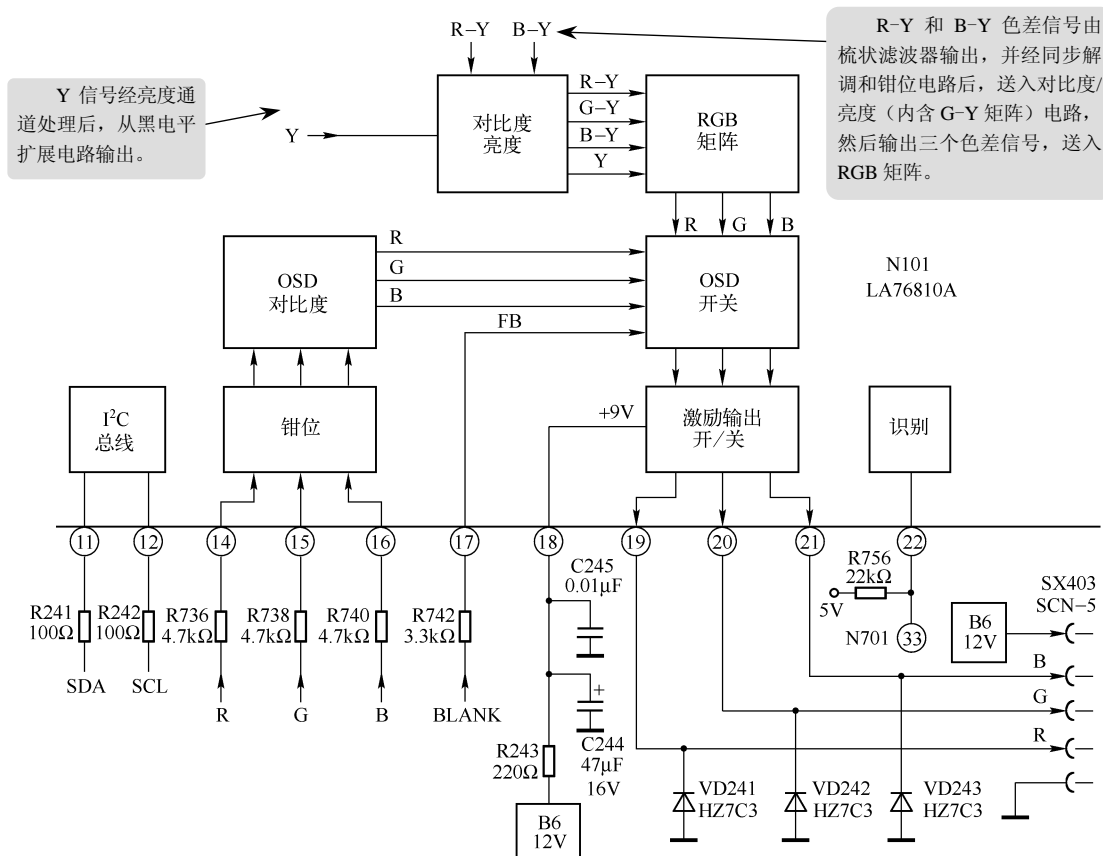 R-Y B-Y
R-Y 和 B-Y 色差信号由
梳状滤波器输出，并经同步解
调和钳位电路后，送入对比度/
亮度（内含 G-Y 矩阵）电路，
然后输出三个色差信号，送入
RGB 矩阵。
Y 信号经亮度通
道处理后，从黑电平
扩展电路输出。
Y
对比度
亮度
R-Y
G-Y
B-Y
Y
RGB
矩阵
R G B
OSD
对比度
R
G
B
FB
OSD
开关
N101
LA76810A
I²C
总线
钳位
+9V
激励输出
开/关
识别
11 12 14 15 16 17 18 19 20 21 22
R241
100Ω
R242
100Ω
R736
4.7kΩ
R738
4.7kΩ
R740
4.7kΩ
R742
3.3kΩ
C245
0.01μF
R756
22kΩ
5V
N701
33
SX403
SCN-5
B6
12V
SDA
SCL
R
G
B
BLANK
B
G
R
+
R243
220Ω
C244
47μF
16V
B6
12V
VD241
HZ7C3
VD242
HZ7C3
VD243
HZ7C3